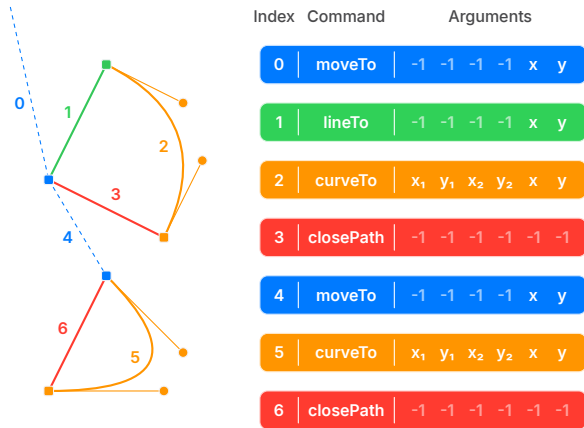 Index Command Arguments
0 moveTo -1 -1 -1 -1 x y
1 lineTo -1 -1 -1 -1 x y
2 curveTo x₁ y₁ x₂ y₂ x y
3 closePath -1 -1 -1 -1 -1 -1
4 moveTo -1 -1 -1 -1 x y
5 curveTo x₁ y₁ x₂ y₂ x y
6 closePath -1 -1 -1 -1 -1 -1
0
1
2
3
4
6
5